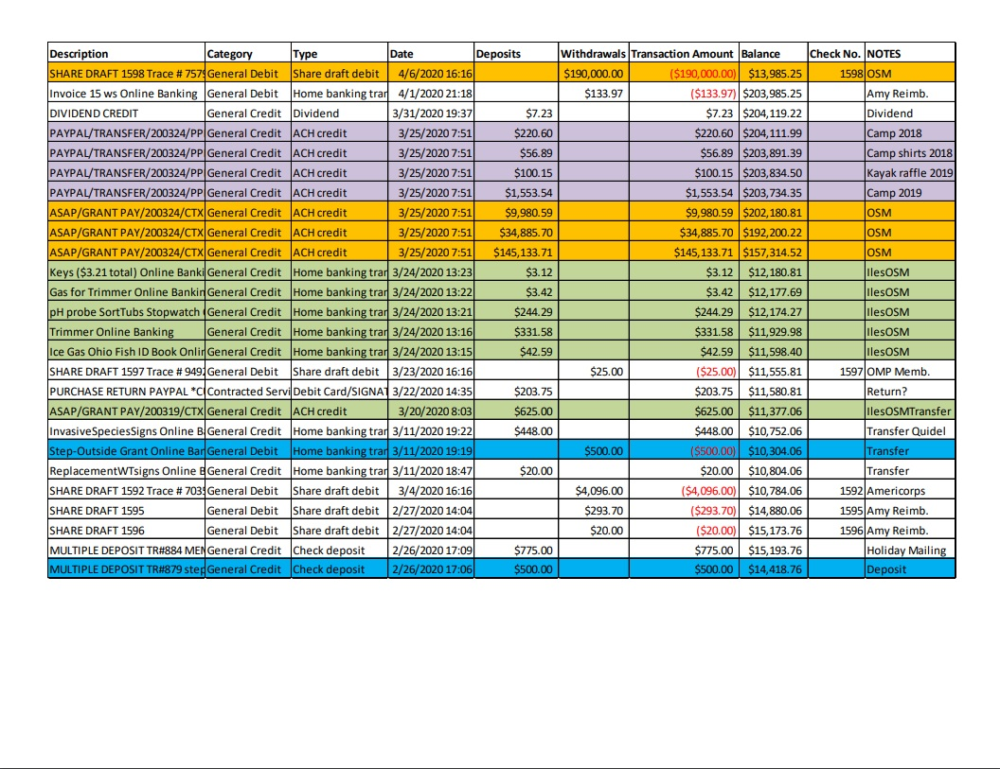 Description Category Type Date Deposits Withdrawals Transaction Amount Balance Check No. NOTES
SHARE DRAFT 1598 Trace # 7579 General Debit Share draft debit 4/6/2020 16:16 $190,000.00 ($190,000.00) $13,985.25 1598 OSM
Invoice 15 ws Online Banking General Debit Home banking tran 4/1/2020 21:18 $133.97 ($133.97) $203,985.25 Amy Reimb.
DIVIDEND CREDIT General Credit Dividend 3/31/2020 19:37 $7.23 $7.23 $204,119.22 Dividend
PAYPAL/TRANSFER/200324/PP General Credit ACH credit 3/25/2020 7:51 $220.60 $220.60 $204,111.99 Camp 2018
PAYPAL/TRANSFER/200324/PP General Credit ACH credit 3/25/2020 7:51 $56.89 $56.89 $203,891.39 Camp shirts 2018
PAYPAL/TRANSFER/200324/PP General Credit ACH credit 3/25/2020 7:51 $100.15 $100.15 $203,834.50 Kayak raffle 2019
PAYPAL/TRANSFER/200324/PP General Credit ACH credit 3/25/2020 7:51 $1,553.54 $1,553.54 $203,734.35 Camp 2019
ASAP/GRANT PAY/200324/CTX General Credit ACH credit 3/25/2020 7:51 $9,980.59 $9,980.59 $202,180.81 OSM
ASAP/GRANT PAY/200324/CTX General Credit ACH credit 3/25/2020 7:51 $34,885.70 $34,885.70 $192,200.22 OSM
ASAP/GRANT PAY/200324/CTX General Credit ACH credit 3/25/2020 7:51 $145,133.71 $145,133.71 $157,314.52 OSM
Keys ($3.21 total) Online Banki General Credit Home banking tran 3/24/2020 13:23 $3.12 $3.12 $12,180.81 IlesOSM
Gas for Trimmer Online Bankin General Credit Home banking tran 3/24/2020 13:22 $3.42 $3.42 $12,177.69 IlesOSM
pH probe SortTubs Stopwatch General Credit Home banking tran 3/24/2020 13:21 $244.29 $244.29 $12,174.27 IlesOSM
Trimmer Online Banking General Credit Home banking tran 3/24/2020 13:16 $331.58 $331.58 $11,929.98 IlesOSM
Ice Gas Ohio Fish ID Book Onlin General Credit Home banking tran 3/24/2020 13:15 $42.59 $42.59 $11,598.40 IlesOSM
SHARE DRAFT 1597 Trace # 9492 General Debit Share draft debit 3/23/2020 16:16 $25.00 ($25.00) $11,555.81 1597 OMP Memb.
PURCHASE RETURN PAYPAL *C Contracted Servi Debit Card/SIGNAT 3/22/2020 14:35 $203.75 $203.75 $11,580.81 Return?
ASAP/GRANT PAY/200319/CTX General Credit ACH credit 3/20/2020 8:03 $625.00 $625.00 $11,377.06 IlesOSMTransfer
InvasiveSpeciesSigns Online B General Credit Home banking tran 3/11/2020 19:22 $448.00 $448.00 $10,752.06 Transfer Quidel
Step-Outside Grant Online Ban General Debit Home banking tran 3/11/2020 19:19 $500.00 ($500.00) $10,304.06 Transfer
ReplacementWTsigns Online B General Credit Home banking tran 3/11/2020 18:47 $20.00 $20.00 $10,804.06 Transfer
SHARE DRAFT 1592 Trace # 7035 General Debit Share draft debit 3/4/2020 16:16 $4,096.00 ($4,096.00) $10,784.06 1592 Americorps
SHARE DRAFT 1595 General Debit Share draft debit 2/27/2020 14:04 $293.70 ($293.70) $14,880.06 1595 Amy Reimb.
SHARE DRAFT 1596 General Debit Share draft debit 2/27/2020 14:04 $20.00 ($20.00) $15,173.76 1596 Amy Reimb.
MULTIPLE DEPOSIT TR#884 MEM General Credit Check deposit 2/26/2020 17:09 $775.00 $775.00 $15,193.76 Holiday Mailing
MULTIPLE DEPOSIT TR#879 step General Credit Check deposit 2/26/2020 17:06 $500.00 $500.00 $14,418.76 Deposit